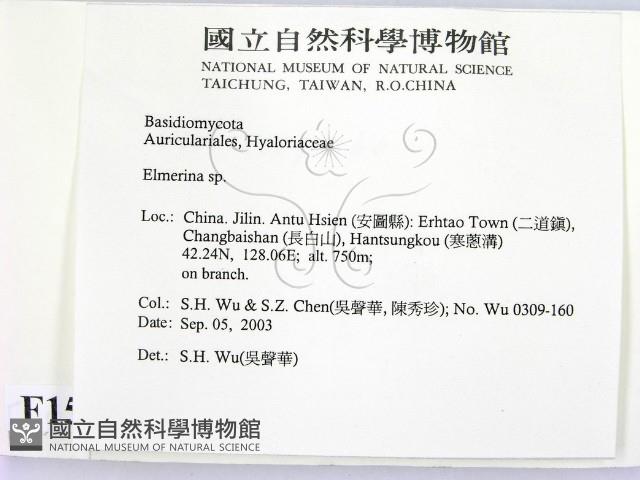 國立自然科學博物館
NATIONAL MUSEUM OF NATURAL SCIENCE
TAICHUNG, TAIWAN, R.O.CHINA
Basidiomycota
Auriculariales, Hyaloriaceae
Elmerina sp.
Loc.: China. Jilin. Antu Hsien (安圖縣): Erhtao Town (二道鎮),
Changbaishan (長白山), Hantsungkou (寒蔥溝)
42.24N, 128.06E; alt. 750m;
on branch.
Col.: S.H. Wu & S.Z. Chen(吳聲華, 陳秀珍); No. Wu 0309-160
Date: Sep. 05, 2003
Det.: S.H. Wu(吳聲華)
F15
國立自然科學博物館
NATIONAL MUSEUM OF NATURAL SCIENCE